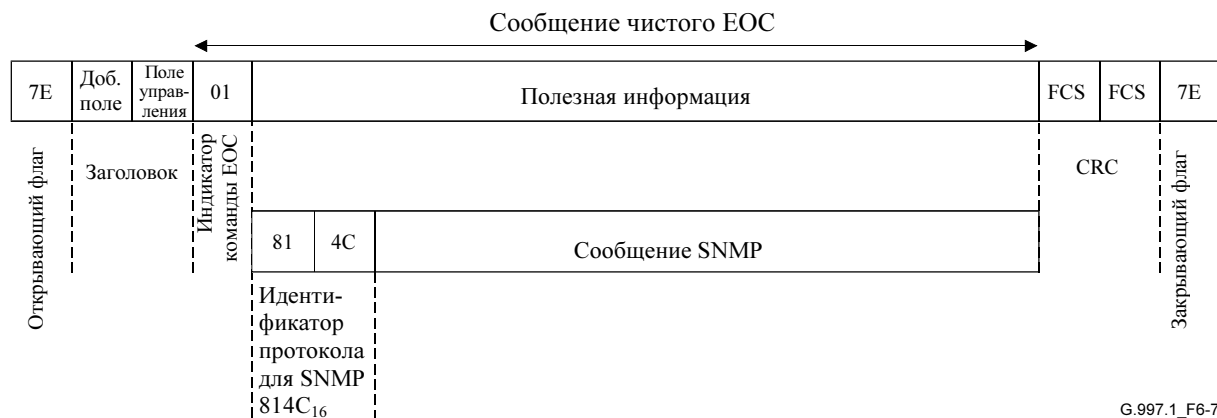 Сообщение чистого EOC
7E
Доб.
поле
Поле
управ-
ления
01
Полезная информация
FCS
FCS
7E
Открывающий флаг
Заголовок
Индикатор
команды EOC
CRC
Закрывающий флаг
81
4C
Сообщение SNMP
Иденти-
фикатор
протокола
для SNMP
814C₁₆
G.997.1_F6-7